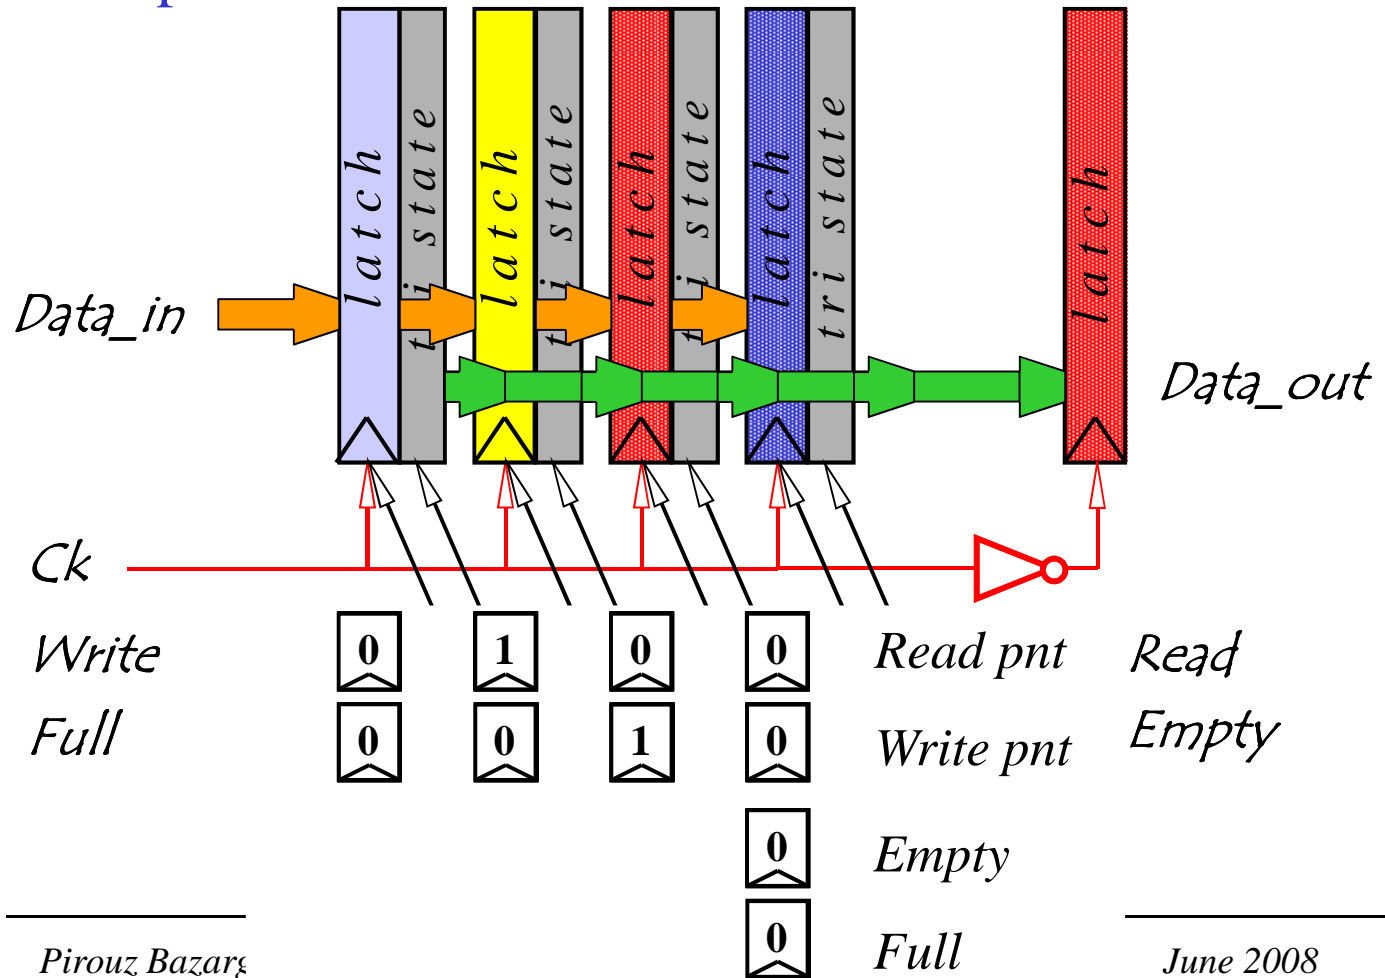 latch tri state latch tri state latch tri state latch tri state latch
Data_in
Data_out
Ck
Write 0 1 0 0 Read pnt Read
Full 0 0 1 0 Write pnt Empty
0 Empty
0 Full
Pirouz June 2008